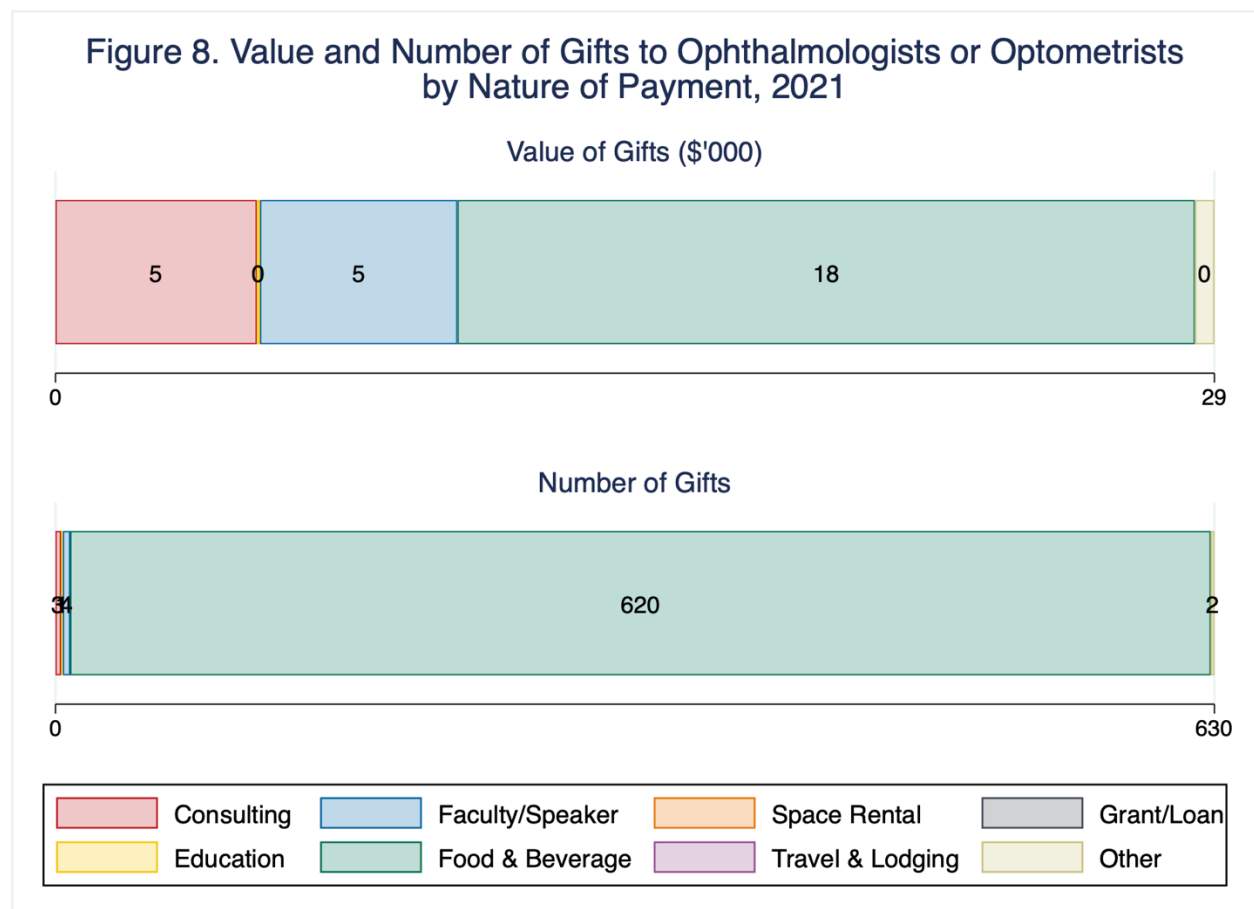 Figure 8. Value and Number of Gifts to Ophthalmologists or Optometrists
by Nature of Payment, 2021
Value of Gifts ($'000)
5 0 5 18 0
0 29
Number of Gifts
3 4 620 2
0 630
Consulting Faculty/Speaker Space Rental Grant/Loan
Education Food & Beverage Travel & Lodging Other